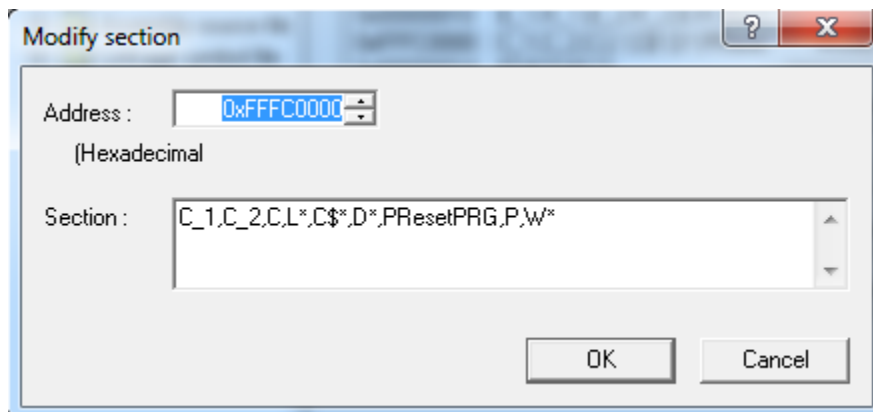 Modify section
Address : 0xFFFC0000
(Hexadecimal
Section : C_1,C_2,C,L*,C$*,D*,PResetPRG,P,W*
OK Cancel